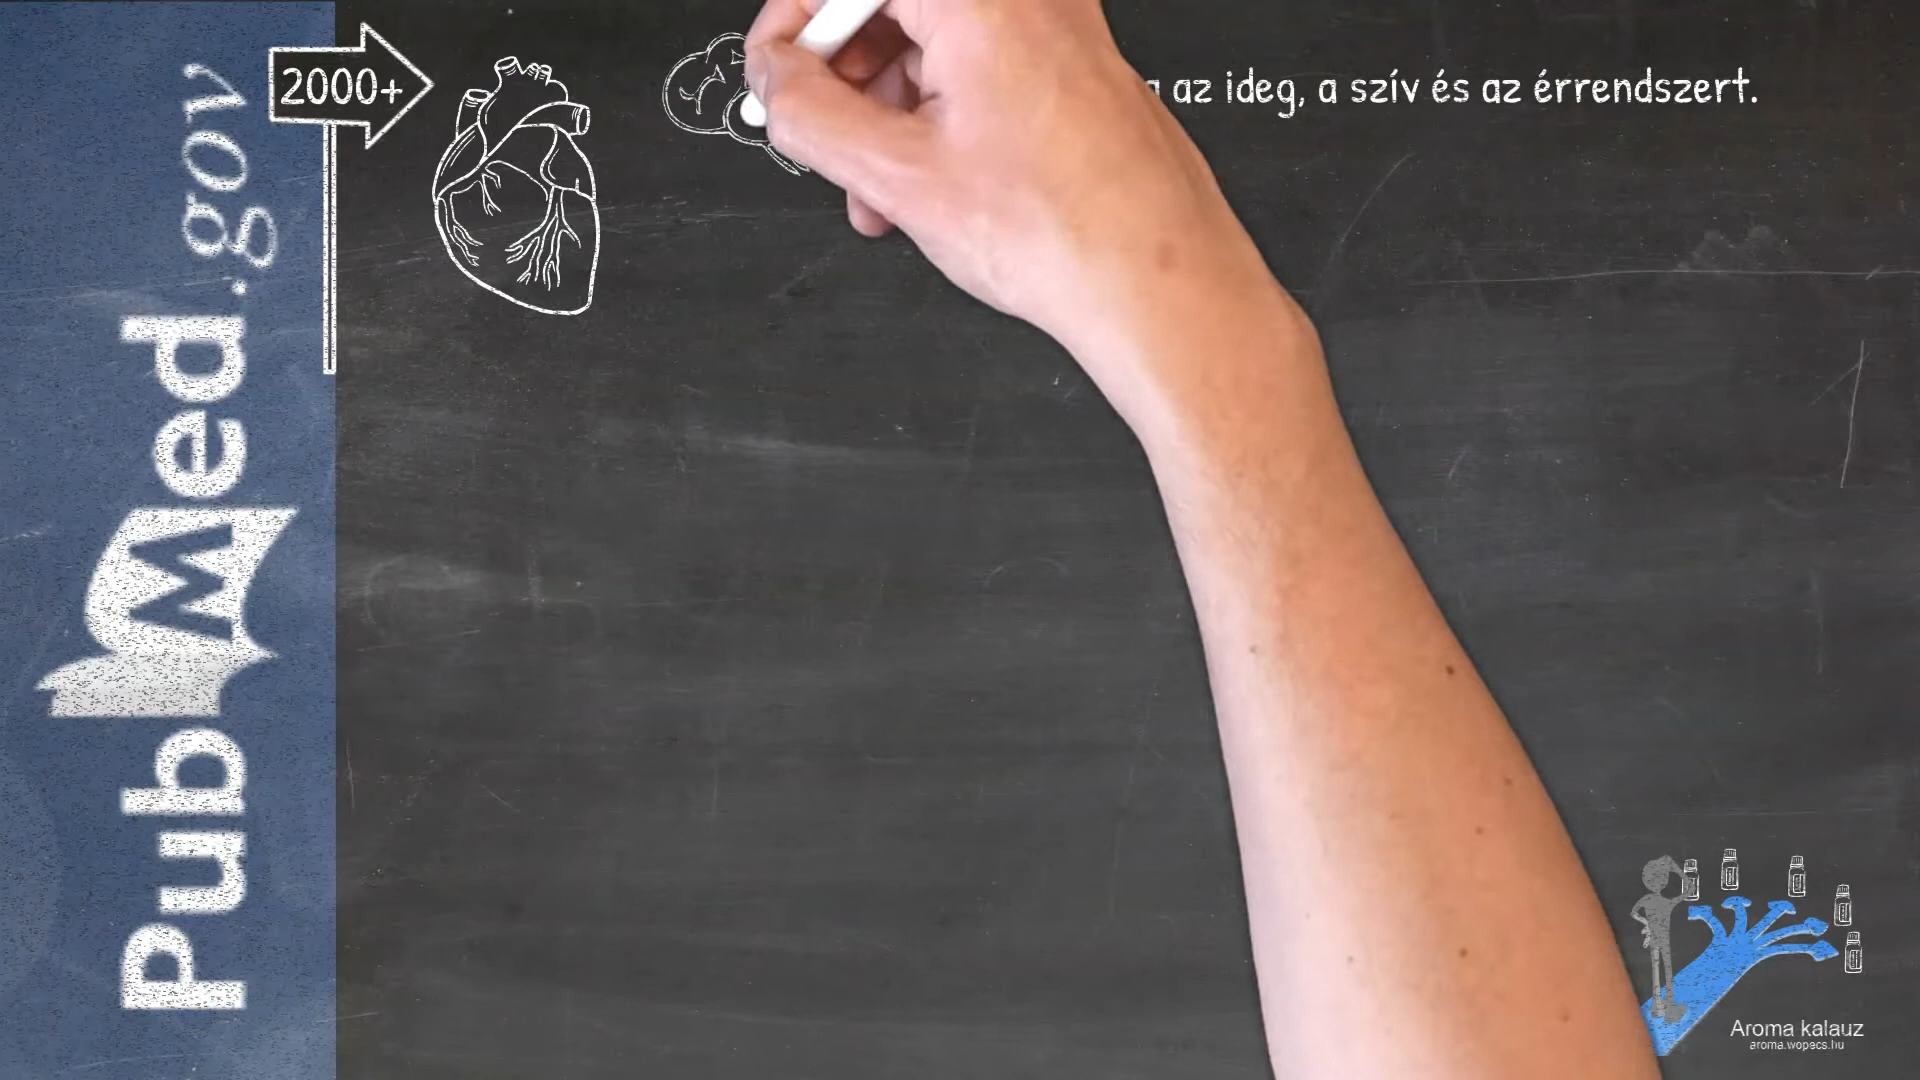 PubMed.gov
2000+
az ideg, a szív és az érrendszert.
Aroma kalauz
aroma.wopecs.hu